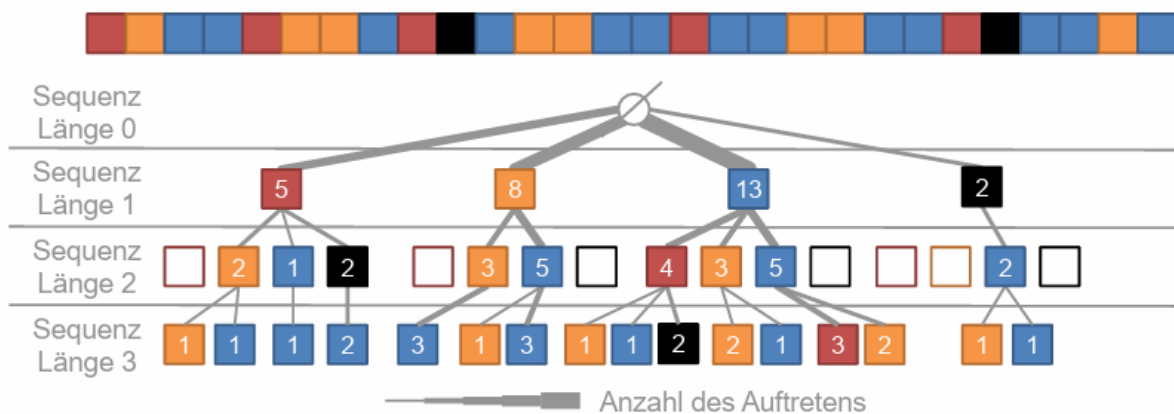 Sequenz
Länge 0
Sequenz
Länge 1
5 8 13 2
Sequenz
Länge 2
2 1 2 3 5 4 3 5 2
Sequenz
Länge 3
1 1 1 2 3 1 3 1 1 2 2 1 3 2 1 1
Anzahl des Auftretens